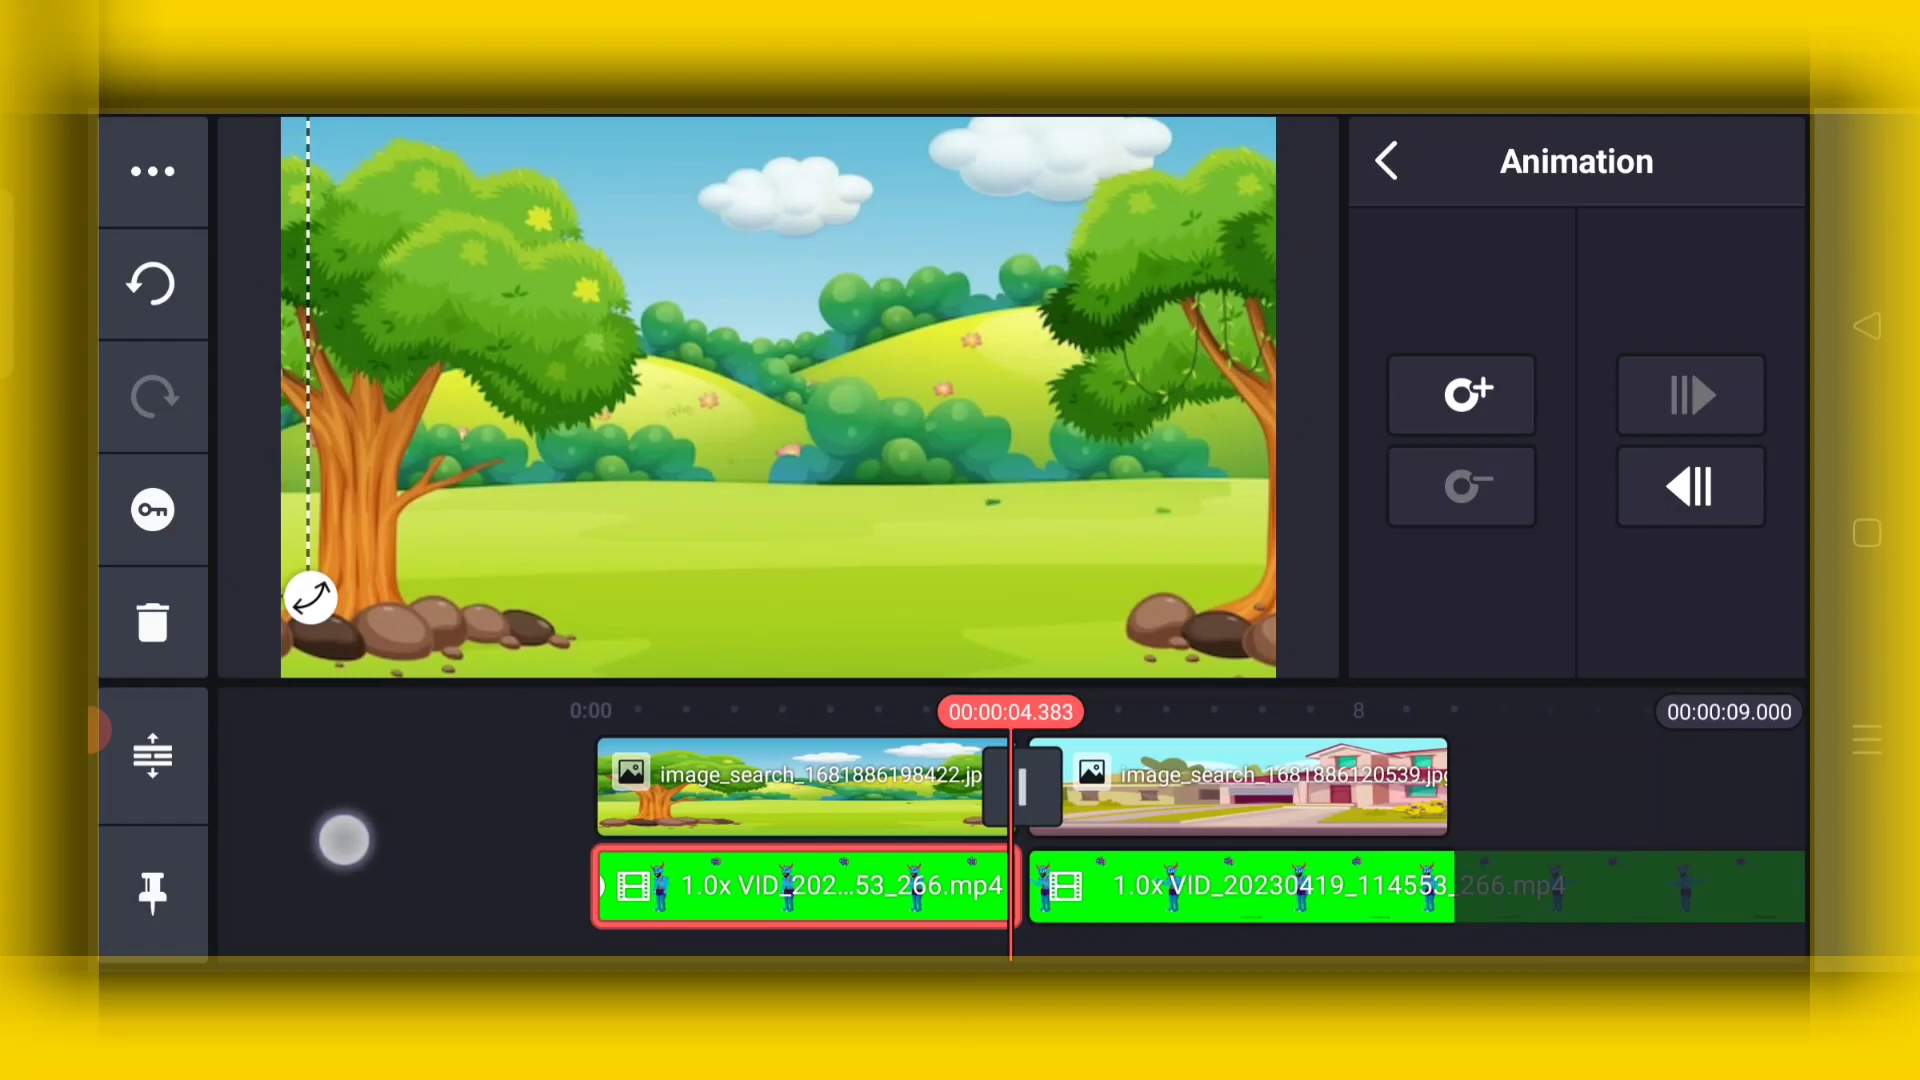 Animation
0:00
00:00:04.383
8
00:00:09.000
image_search_1681886198422.jp
image_search_1681886120539.jpg
1.0x VID_202...53_266.mp4
1.0x VID_20230419_114553_266.mp4